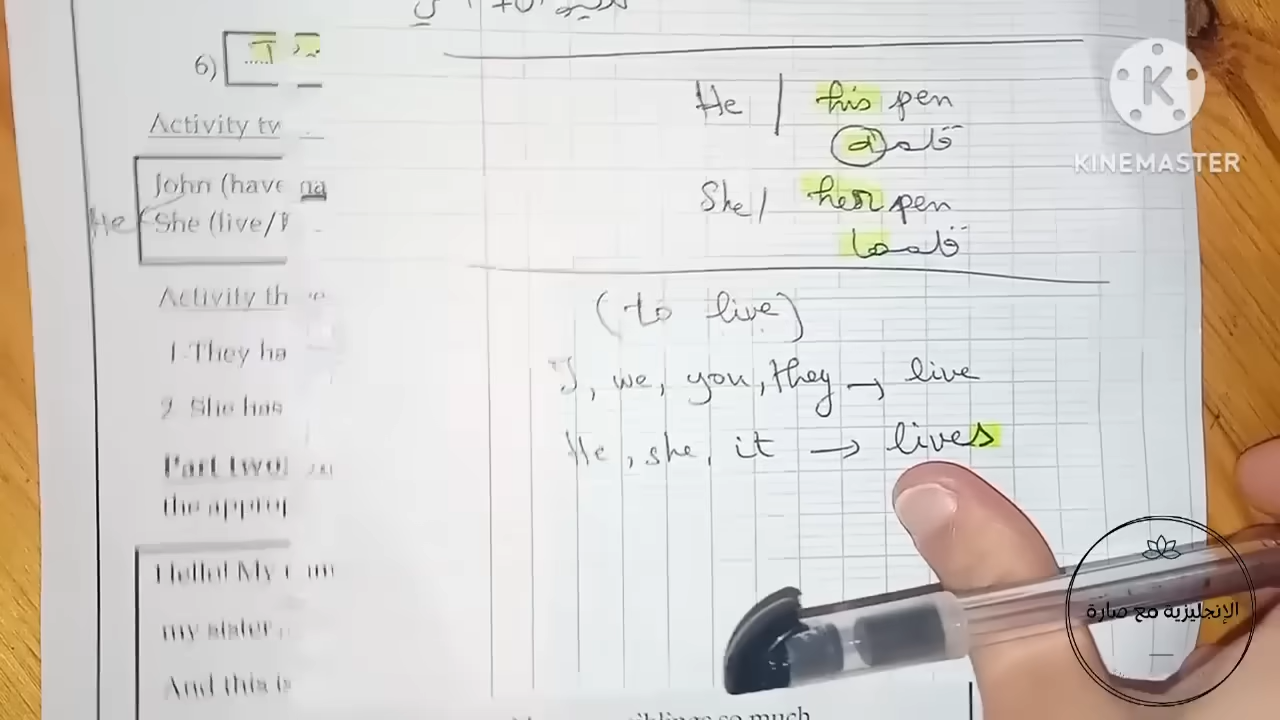 6)
He | his pen
قلمه
She | her pen
قلمها
(to live)
I, we, you, they → live
He, she, it → lives
Activity tw
John (have
He She (live/
Activity th
1. They ha
2. She has
Part two:
the approp
Hello! My
my sister
And this is
so much
K
KINEMASTER
الإنجليزية مع صارة